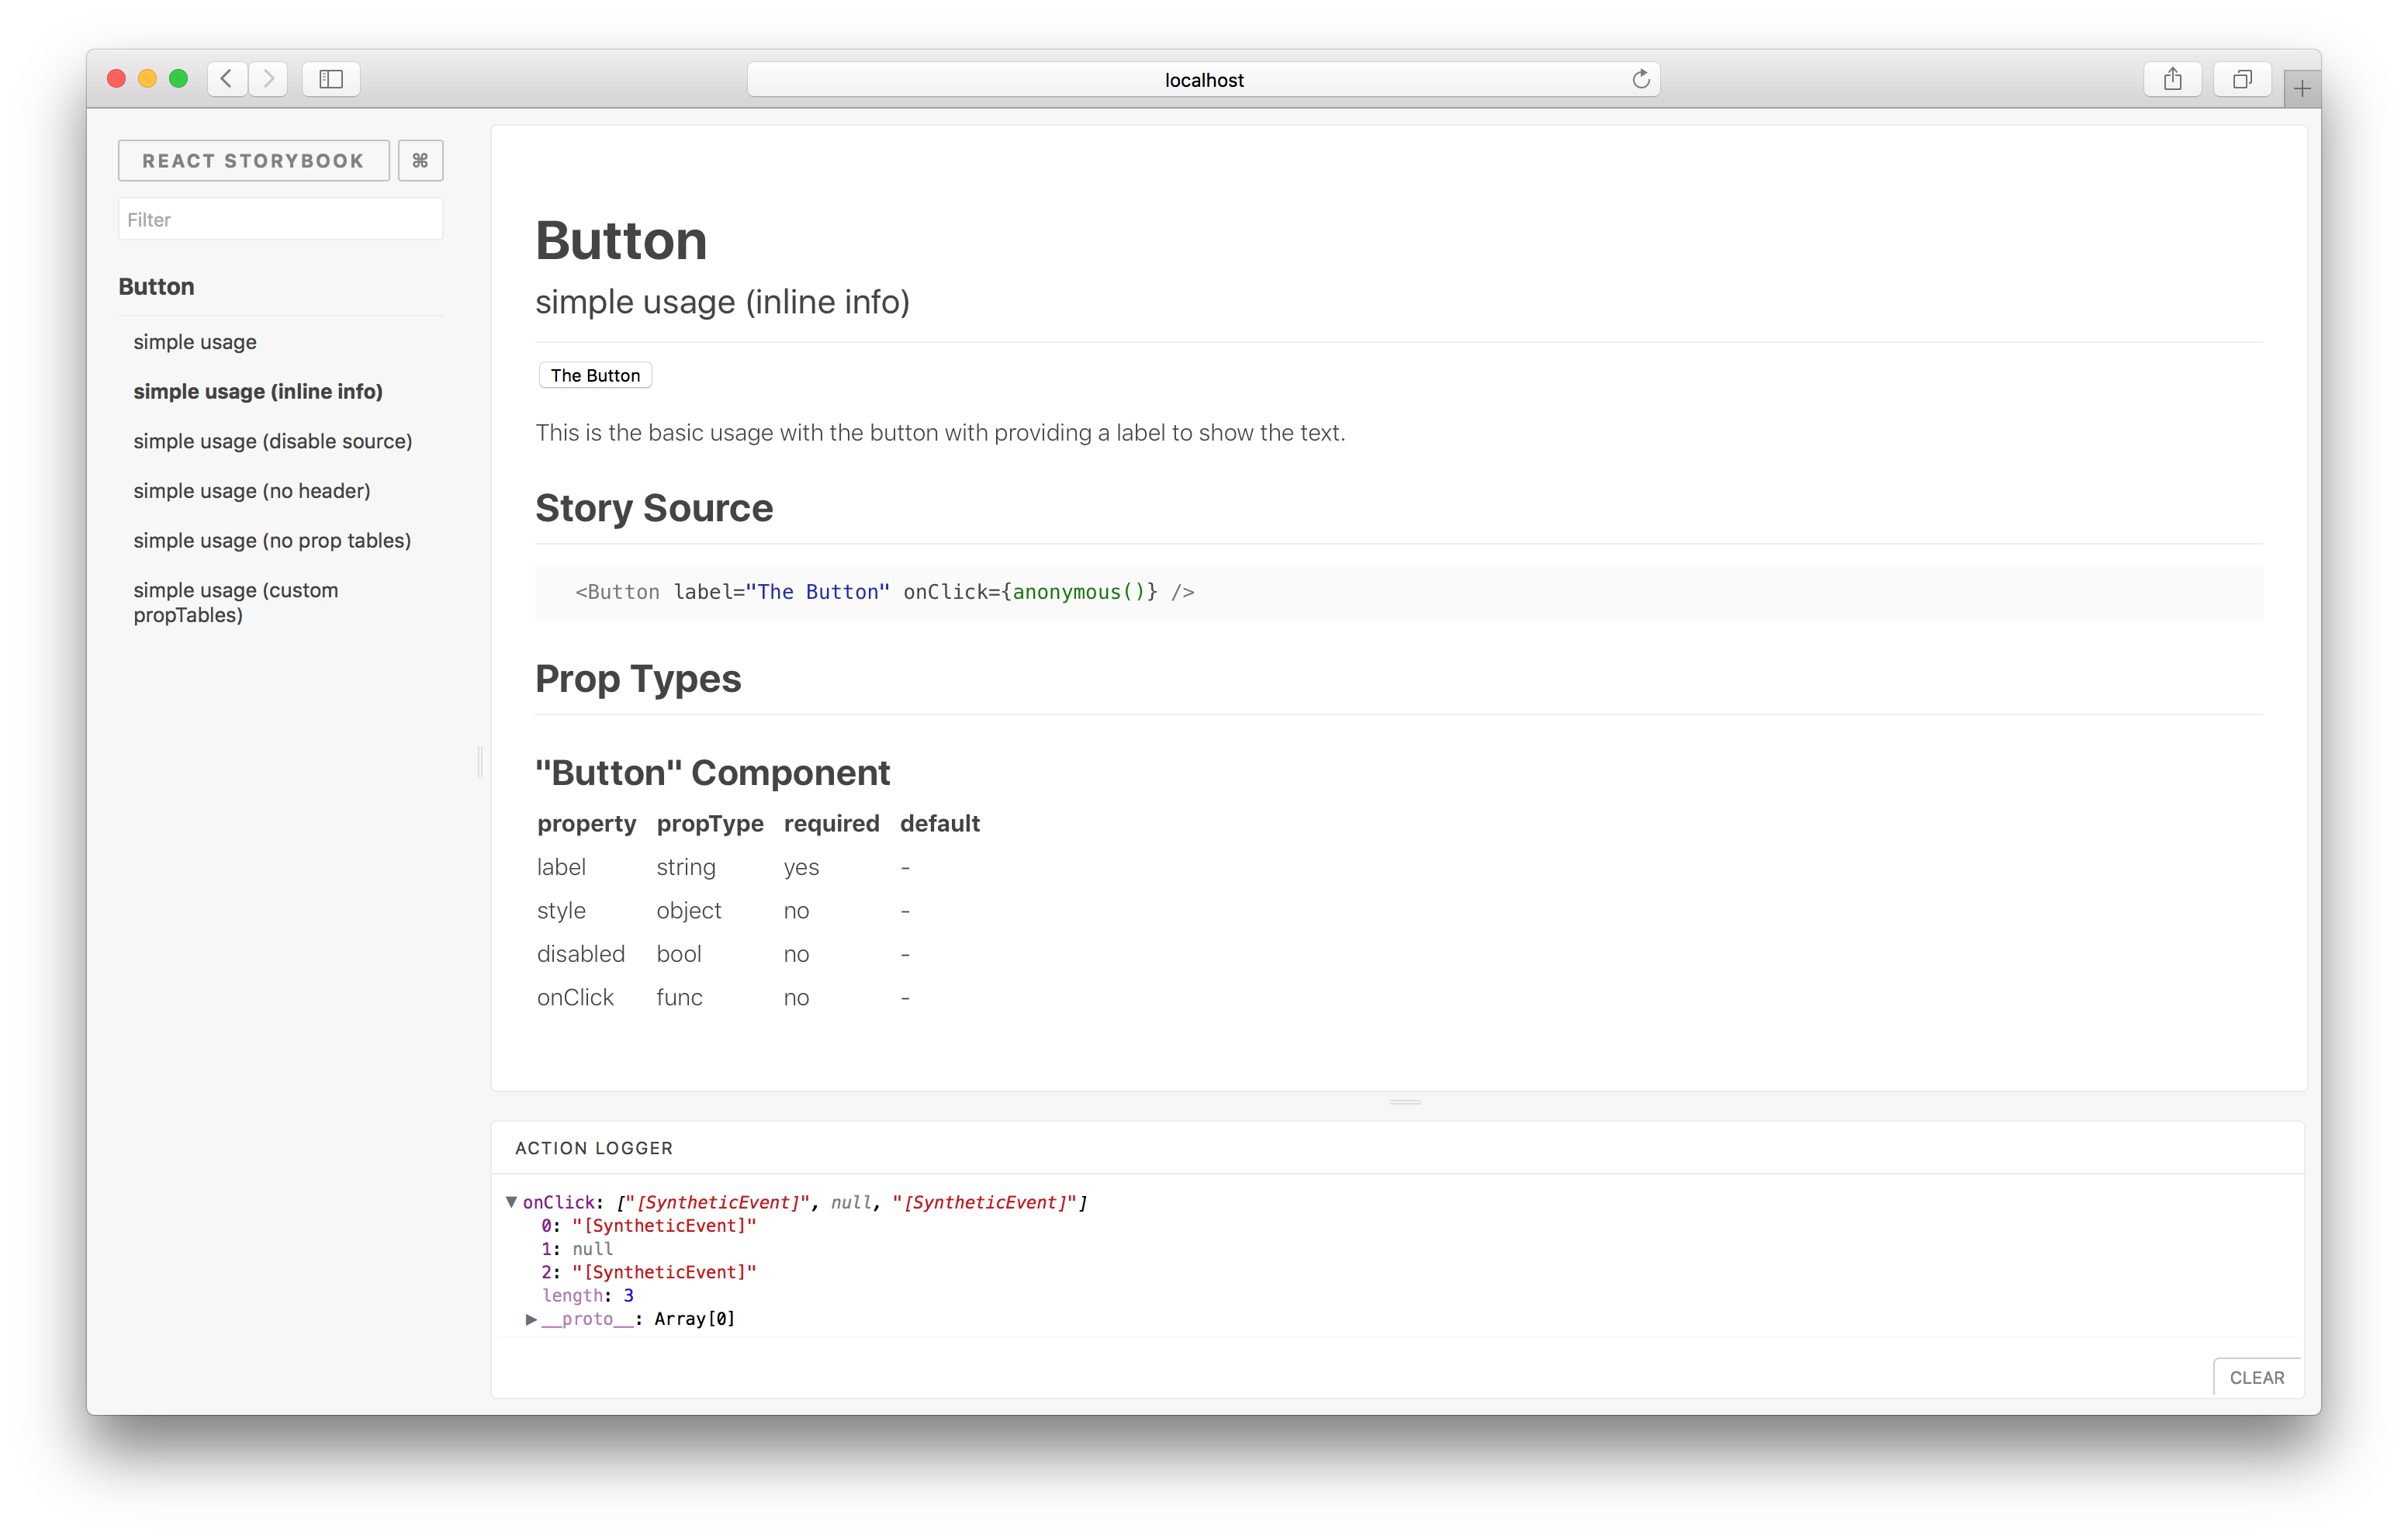 localhost
REACT STORYBOOK ⌘
Filter
Button
simple usage
simple usage (inline info)
simple usage (disable source)
simple usage (no header)
simple usage (no prop tables)
simple usage (custom
propTables)
Button
simple usage (inline info)
The Button
This is the basic usage with the button with providing a label to show the text.
Story Source
<Button label="The Button" onClick={anonymous()} />
Prop Types
"Button" Component
property propType required default
label string yes -
style object no -
disabled bool no -
onClick func no -
ACTION LOGGER
▼ onClick: ["[SyntheticEvent]", null, "[SyntheticEvent]"]
0: "[SyntheticEvent]"
1: null
2: "[SyntheticEvent]"
length: 3
▶ __proto__: Array[0]
CLEAR